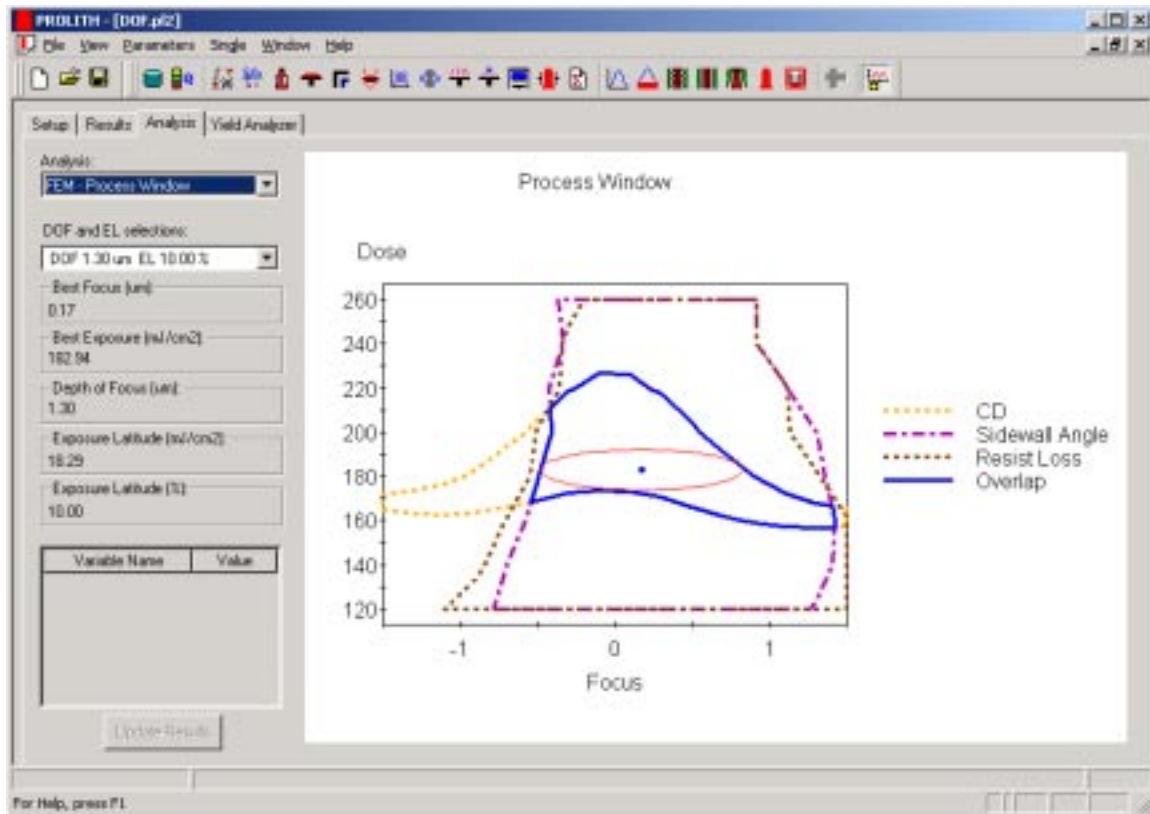 PROLITH - [DOF.pl2]
File View Parameters Single Window Help
Setup Results Analysis Yield Analyzer
Analysis:
FEM - Process Window
DOF and EL selections:
DOF 1.30 um EL 10.00 %
Best Focus (um)
0.17
Best Exposure (mJ/cm2)
182.94
Depth of Focus (um)
1.30
Exposure Latitude (mJ/cm2)
18.29
Exposure Latitude (%)
10.00
Variable Name Value
Update Results
Process Window
Dose
260
240
220
200
180
160
140
120
-1 0 1
Focus
CD
Sidewall Angle
Resist Loss
Overlap
For Help, press F1